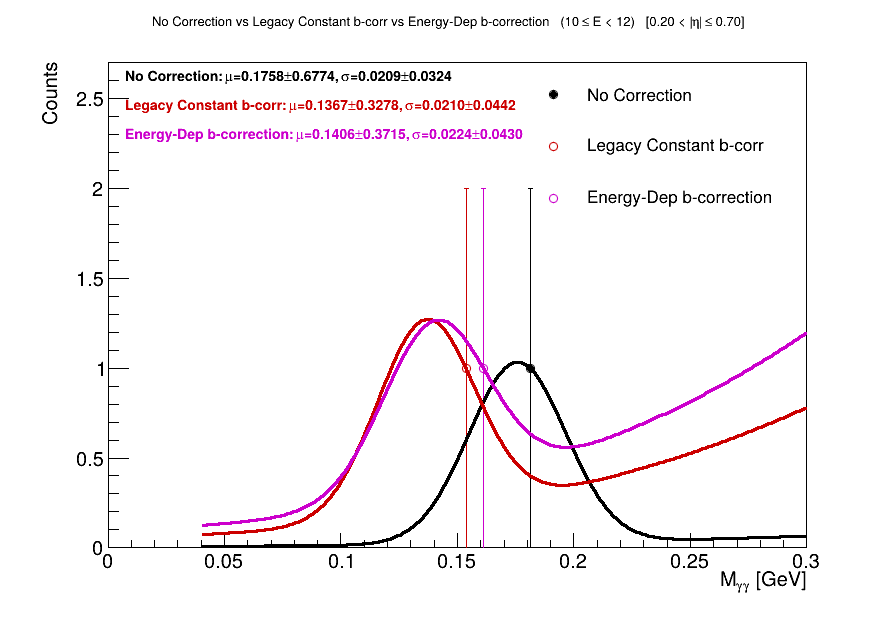 No Correction vs Legacy Constant b-corr vs Energy-Dep b-correction (10 ≤ E < 12) [0.20 < |η| ≤ 0.70]
Counts
No Correction: μ=0.1758±0.6774, σ=0.0209±0.0324
Legacy Constant b-corr: μ=0.1367±0.3278, σ=0.0210±0.0442
Energy-Dep b-correction: μ=0.1406±0.3715, σ=0.0224±0.0430
No Correction
Legacy Constant b-corr
Energy-Dep b-correction
2.5
2
1.5
1
0.5
0
0 0.05 0.1 0.15 0.2 0.25 0.3
M_γγ [GeV]